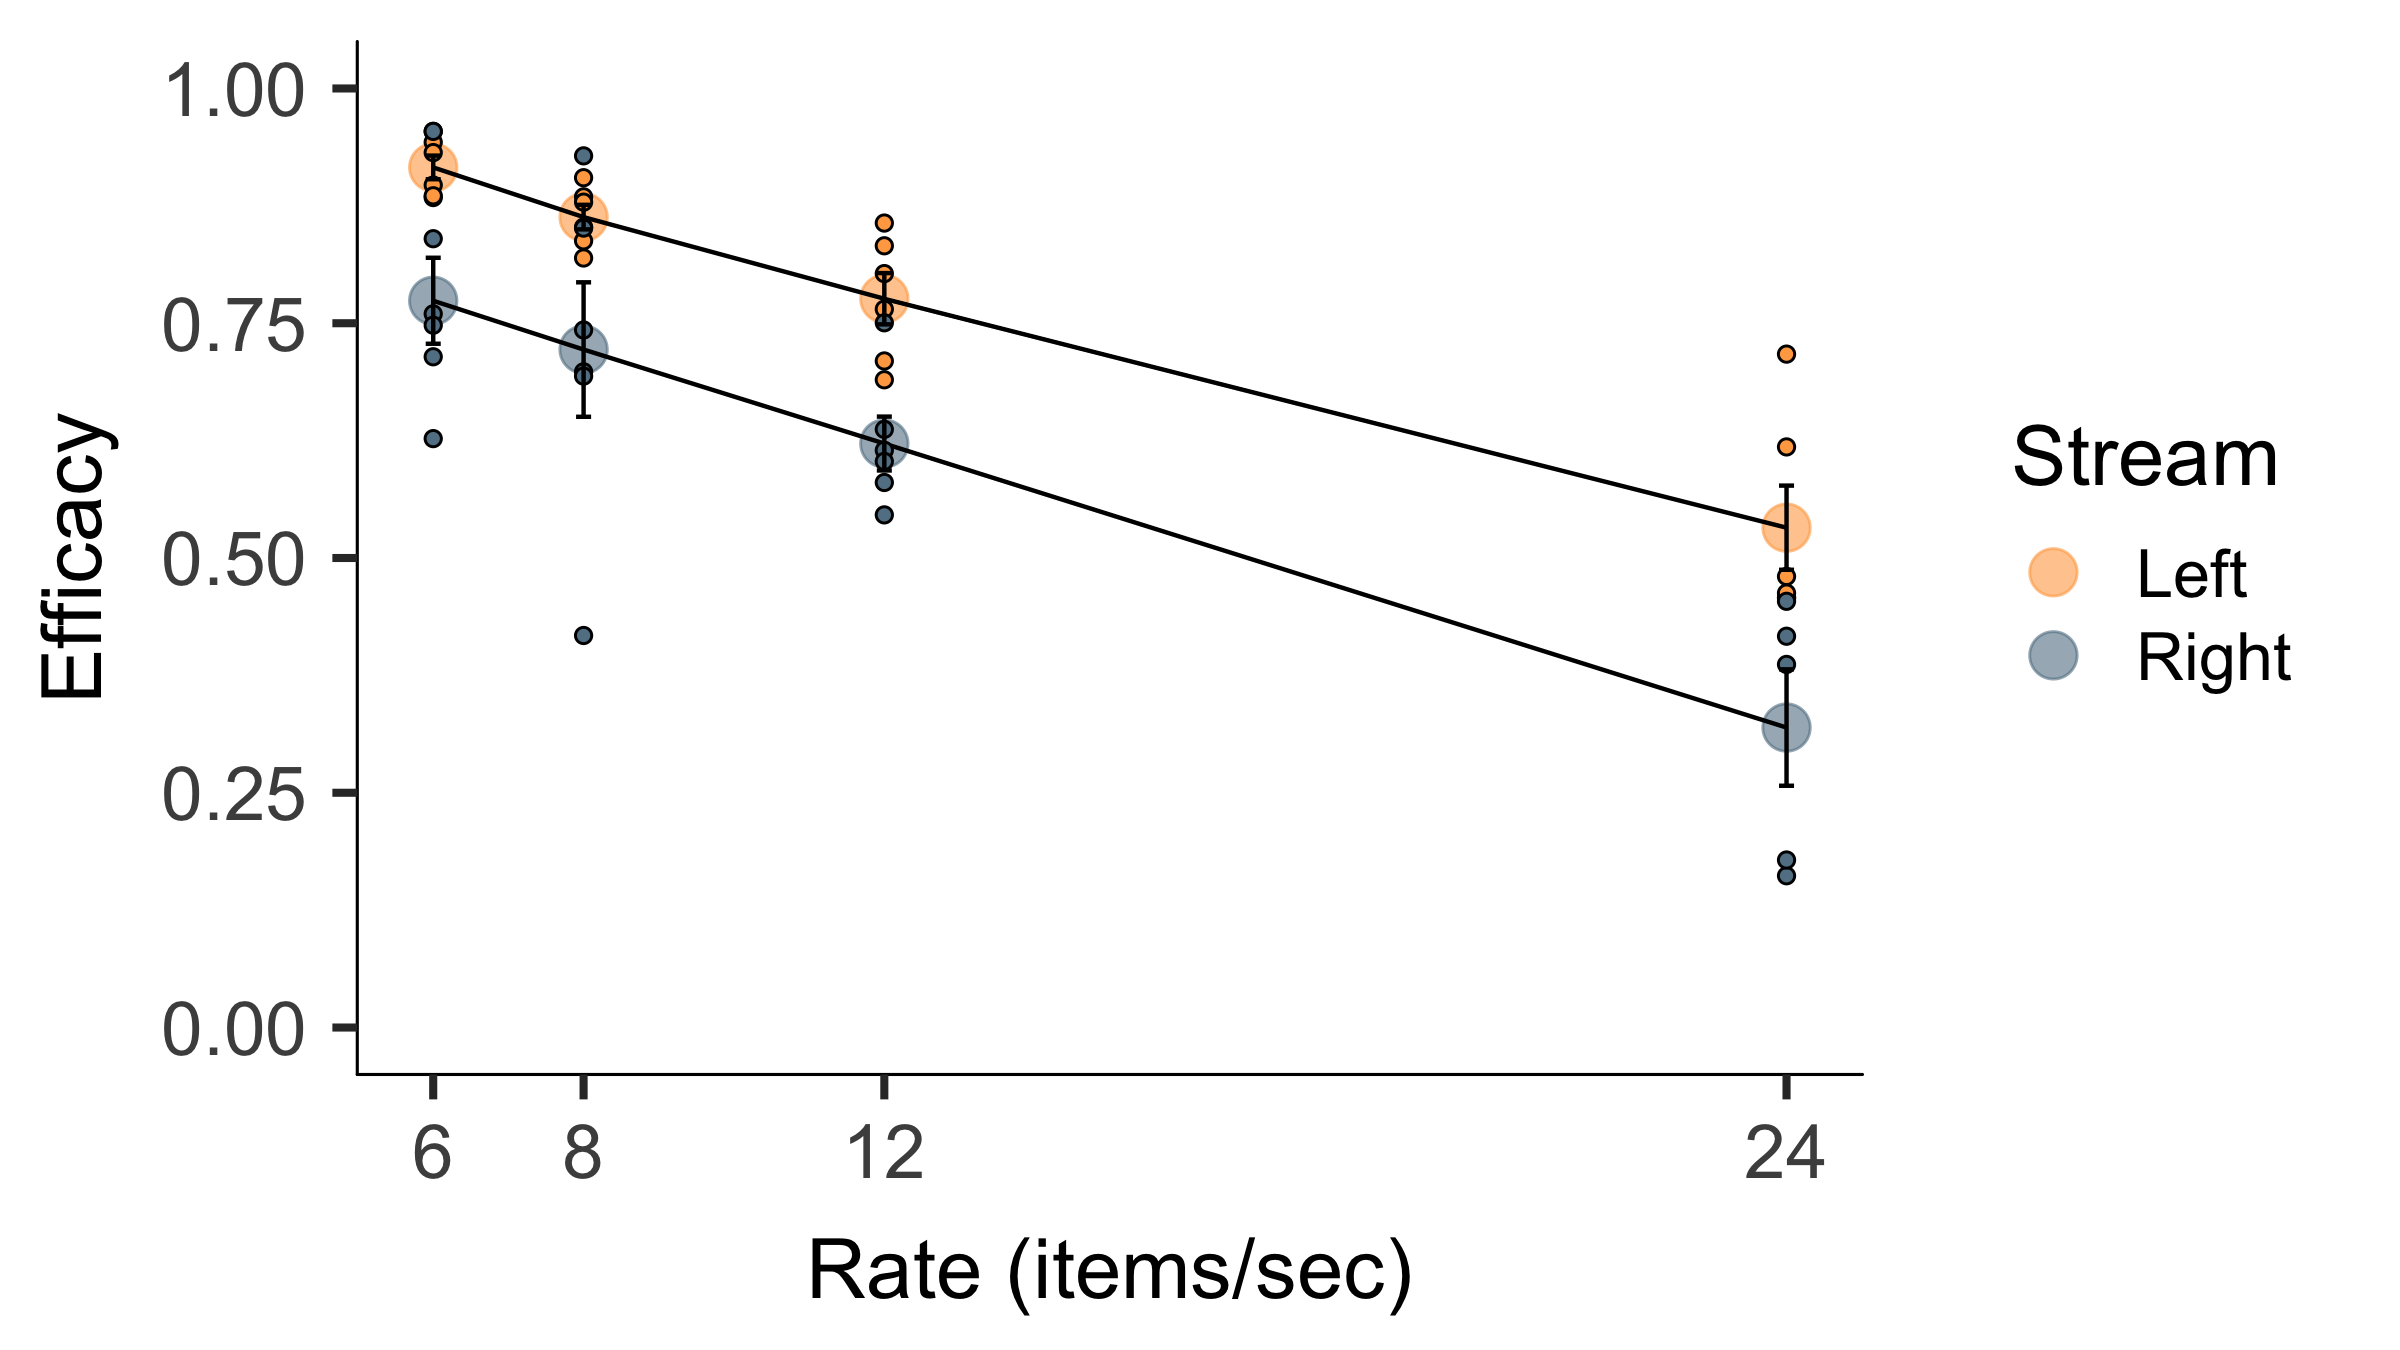 Efficacy
1.00
0.75
0.50
0.25
0.00
6 8 12 24
Rate (items/sec)
Stream
Left
Right